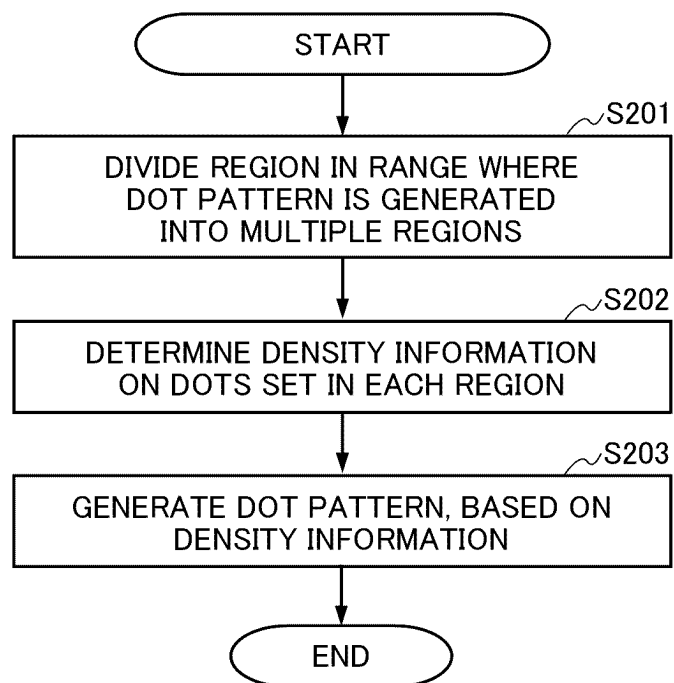 START
S201
DIVIDE REGION IN RANGE WHERE
DOT PATTERN IS GENERATED
INTO MULTIPLE REGIONS
S202
DETERMINE DENSITY INFORMATION
ON DOTS SET IN EACH REGION
S203
GENERATE DOT PATTERN, BASED ON
DENSITY INFORMATION
END